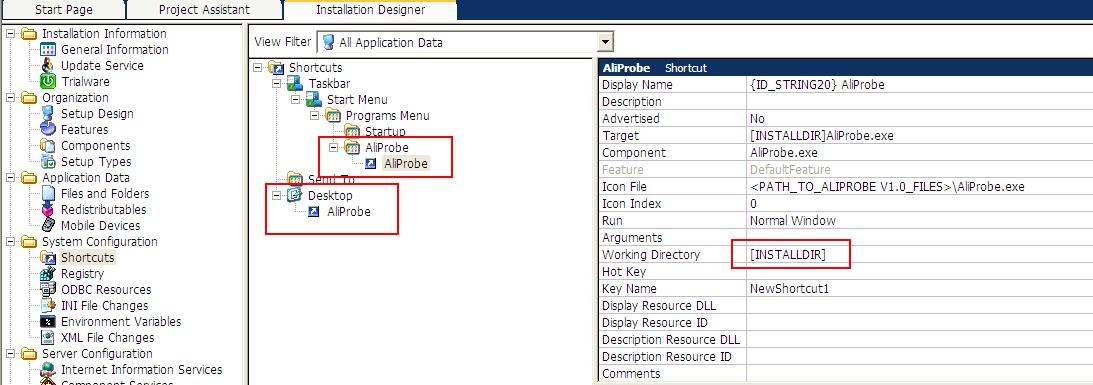 Start Page
Project Assistant
Installation Designer
Installation Information
General Information
Update Service
Trialware
Organization
Setup Design
Features
Components
Setup Types
Application Data
Files and Folders
Redistributables
Mobile Devices
System Configuration
Shortcuts
Registry
ODBC Resources
INI File Changes
Environment Variables
XML File Changes
Server Configuration
Internet Information Services
Component Services
View Filter
All Application Data
Shortcuts
Taskbar
Start Menu
Programs Menu
Startup
AliProbe
AliProbe
Send To
Desktop
AliProbe
AliProbe Shortcut
Display Name {ID_STRING20} AliProbe
Description
Advertised No
Target [INSTALLDIR]AliProbe.exe
Component AliProbe.exe
Feature DefaultFeature
Icon File <PATH_TO_ALIPROBE V1.0_FILES>\AliProbe.exe
Icon Index 0
Run Normal Window
Arguments
Working Directory [INSTALLDIR]
Hot Key
Key Name NewShortcut1
Display Resource DLL
Display Resource ID
Description Resource DLL
Description Resource ID
Comments